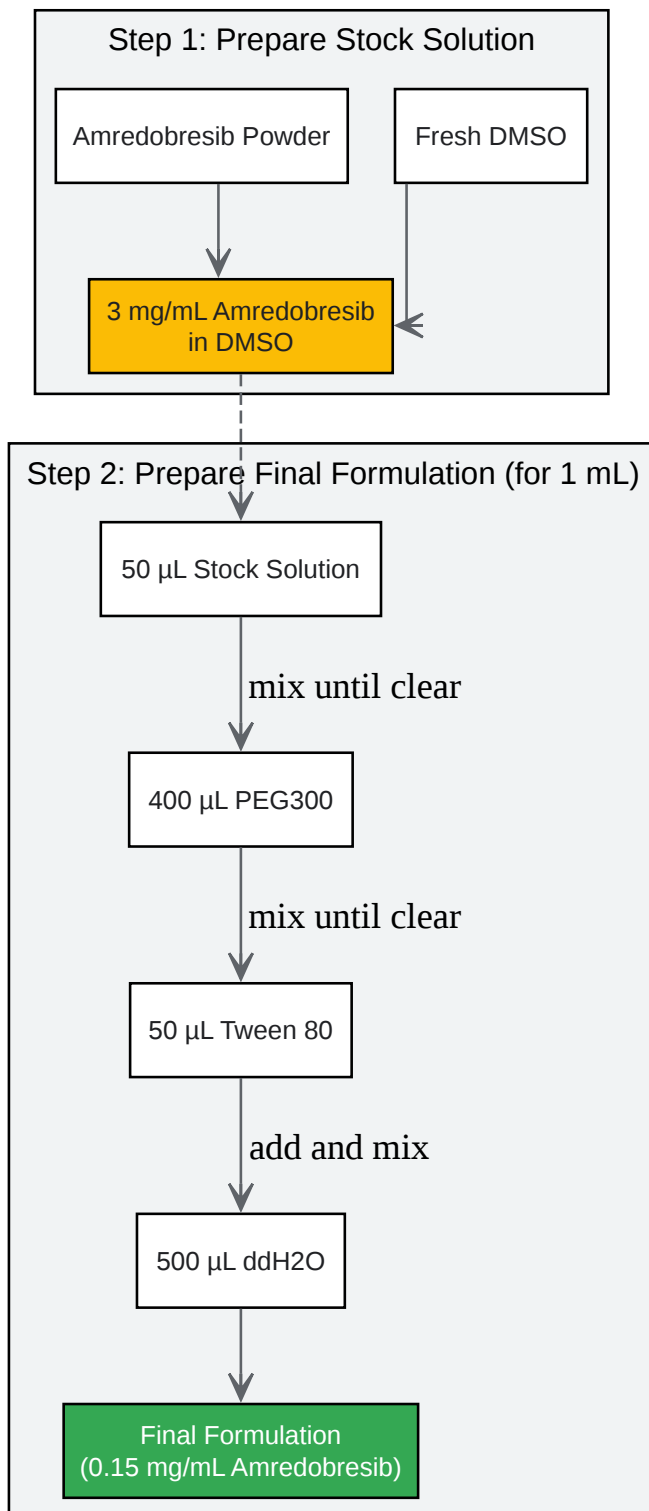 Step 1: Prepare Stock Solution
Amredobresib Powder
Fresh DMSO
3 mg/mL Amredobresib
in DMSO
Step 2: Prepare Final Formulation (for 1 mL)
50 µL Stock Solution
mix until clear
400 µL PEG300
mix until clear
50 µL Tween 80
add and mix
500 µL ddH2O
Final Formulation
(0.15 mg/mL Amredobresib)